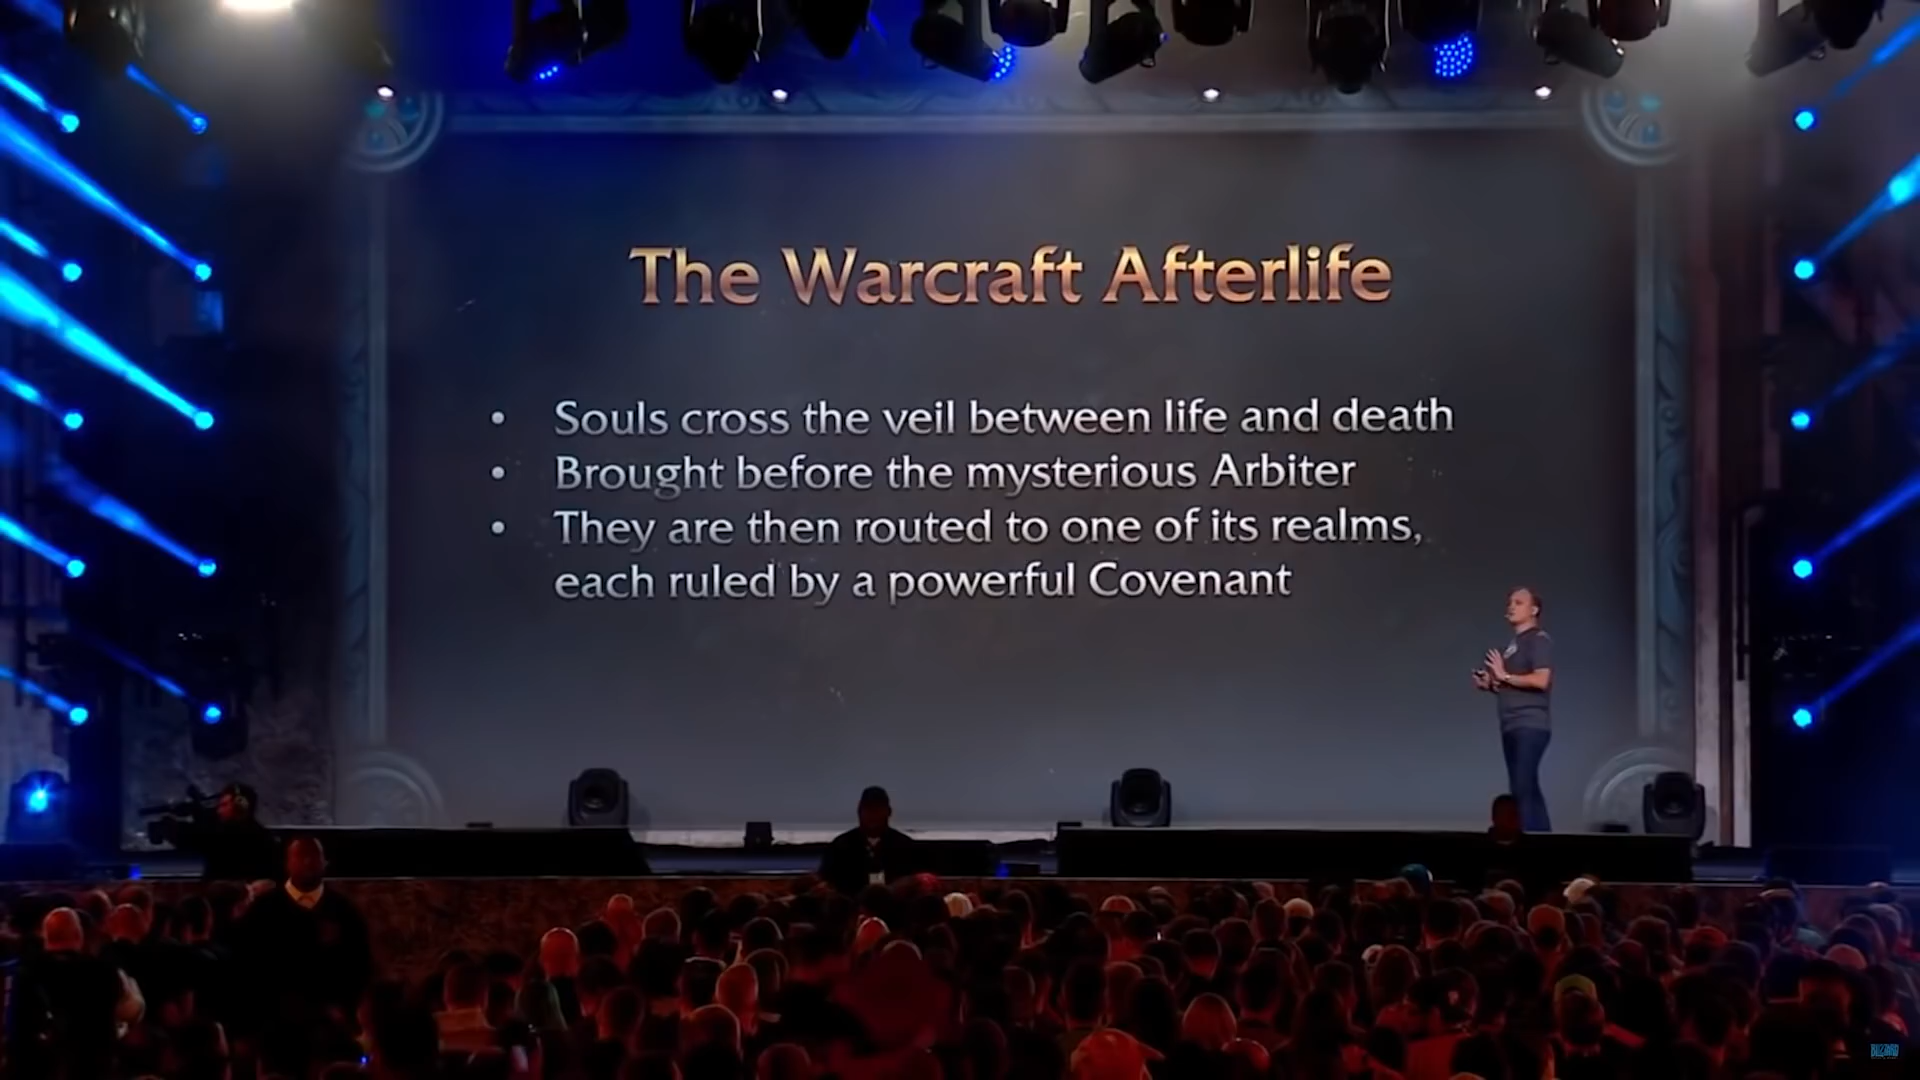 The Warcraft Afterlife
• Souls cross the veil between life and death
• Brought before the mysterious Arbiter
• They are then routed to one of its realms,
each ruled by a powerful Covenant
BLIZZARD